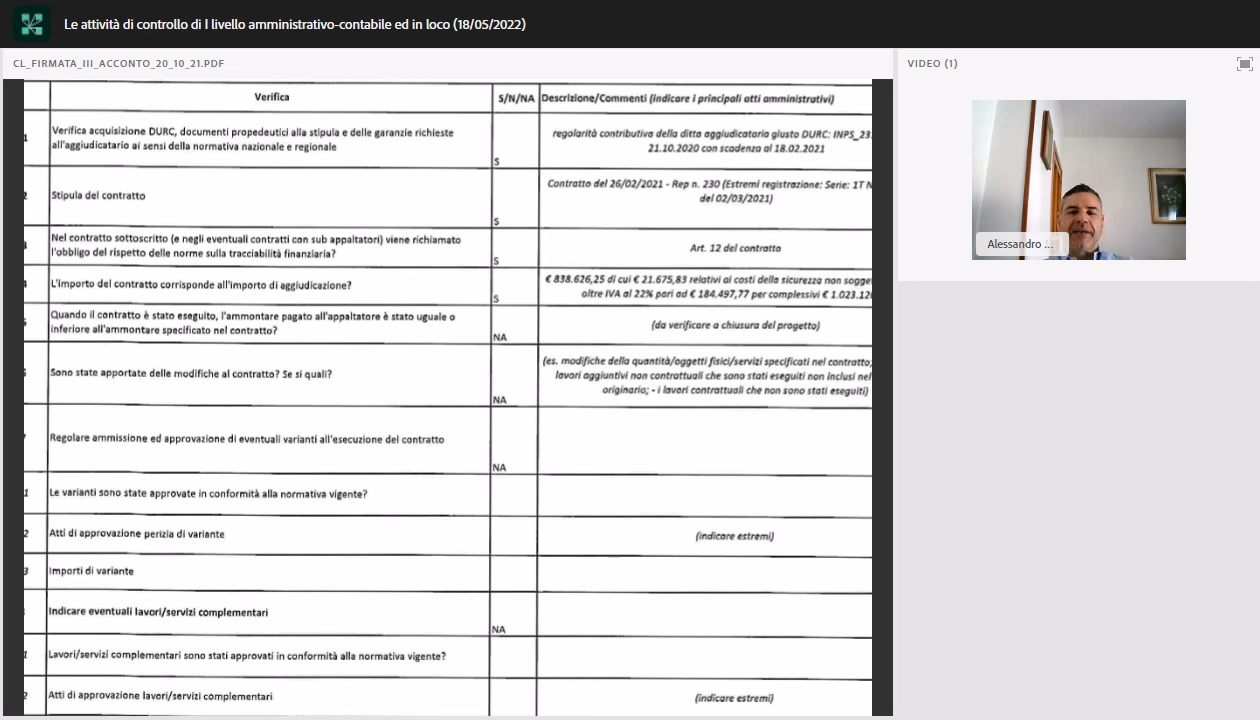 Le attività di controllo di I livello amministrativo-contabile ed in loco (18/05/2022)
CL_FIRMATA_III_ACCONTO_20_10_21.PDF
VIDEO (1)
Verifica
S/N/NA
Descrizione/Commenti (indicare i principali atti amministrativi)
1
Verifica acquisizione DURC, documenti propedeutici alla stipula e delle garanzie richieste
all'aggiudicatario ai sensi della normativa nazionale e regionale
S
regolarità contributiva della ditta aggiudicataria giusto DURC: INPS_23
21.10.2020 con scadenza al 18.02.2021
2
Stipula del contratto
S
Contratto del 26/02/2021 - Rep n. 230 (Estremi registrazione: Serie: 1T N
del 02/03/2021)
Nel contratto sottoscritto (e negli eventuali contratti con sub appaltatori) viene richiamato
l'obbligo del rispetto delle norme sulla tracciabilità finanziaria?
S
Art. 12 del contratto
L'importo del contratto corrisponde all'importo di aggiudicazione?
S
€ 838.626,25 di cui € 21.675,83 relativi ai costi della sicurezza non sogge
oltre IVA al 22% pari ad € 184.497,77 per complessivi € 1.023.12
Quando il contratto è stato eseguito, l'ammontare pagato all'appaltatore è stato uguale o
inferiore all'ammontare specificato nel contratto?
NA
(da verificare a chiusura del progetto)
Sono state apportate delle modifiche al contratto? Se si quali?
NA
(es. modifiche della quantità/oggetti fisici/servizi specificati nel contratto;
lavori aggiuntivi non contrattuali che sono stati eseguiti non inclusi nel
originario; - i lavori contrattuali che non sono stati eseguiti)
Regolare ammissione ed approvazione di eventuali varianti all'esecuzione del contratto
NA
1
Le varianti sono state approvate in conformità alla normativa vigente?
2
Atti di approvazione perizia di variante
(indicare estremi)
3
Importi di variante
Indicare eventuali lavori/servizi complementari
NA
1
Lavori/servizi complementari sono stati approvati in conformità alla normativa vigente?
2
Atti di approvazione lavori/servizi complementari
(indicare estremi)
Alessandro ...